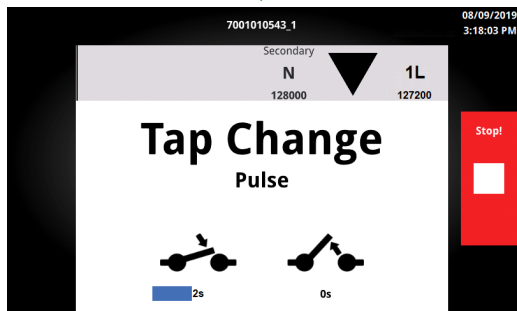 7001010543_1
08/09/2019
3:18:03 PM
Secondary
N 1L
128000 127200
Tap Change
Pulse
Stop!
2s 0s